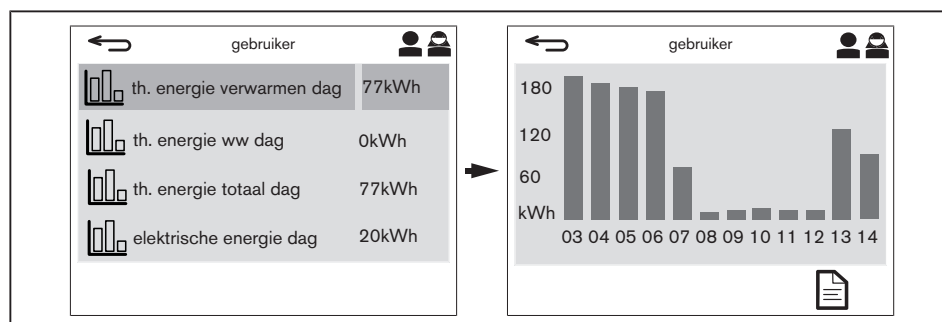 gebruiker
th. energie verwarmen dag 77kWh
th. energie ww dag 0kWh
th. energie totaal dag 77kWh
elektrische energie dag 20kWh
gebruiker
180
120
60
kWh
03 04 05 06 07 08 09 10 11 12 13 14